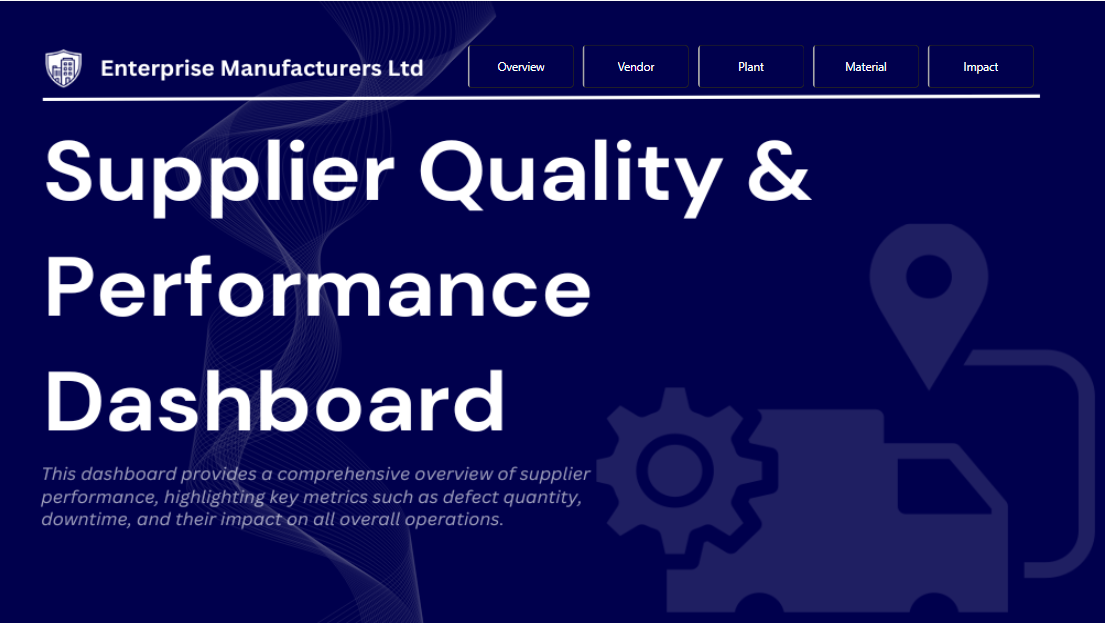 Enterprise Manufacturers Ltd
Overview
Vendor
Plant
Material
Impact
Supplier Quality &
Performance
Dashboard
This dashboard provides a comprehensive overview of supplier
performance, highlighting key metrics such as defect quantity,
downtime, and their impact on all overall operations.